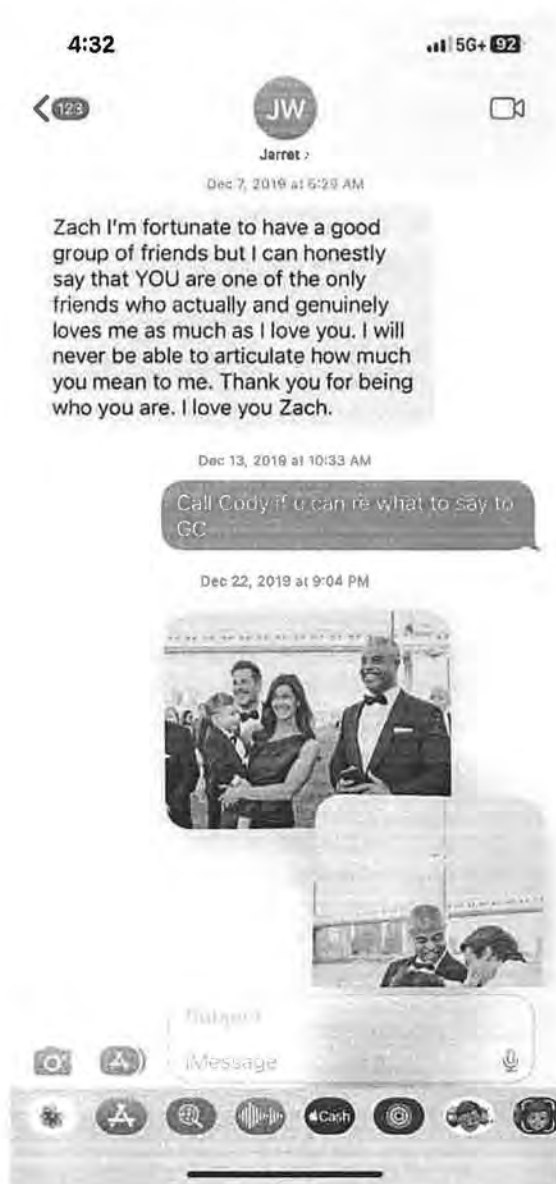 4:32
5G+ 92
123
JW
Jarret
Dec 7, 2019 at 6:29 AM
Zach I'm fortunate to have a good
group of friends but I can honestly
say that YOU are one of the only
friends who actually and genuinely
loves me as much as I love you. I will
never be able to articulate how much
you mean to me. Thank you for being
who you are. I love you Zach.
Dec 13, 2019 at 10:33 AM
Call Cody if u can re what to say to
GC
Dec 22, 2019 at 9:04 PM
Subject
iMessage
Cash